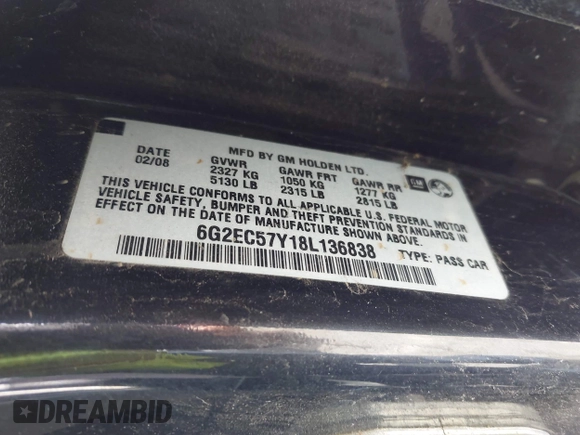 MFD BY GM HOLDEN LTD.
DATE GVWR GAWR FRT GAWR RR
02/08 2327 KG 1050 KG 1277 KG
5130 LB 2315 LB 2815 LB
THIS VEHICLE CONFORMS TO ALL APPLICABLE U.S. FEDERAL MOTOR
VEHICLE SAFETY, BUMPER AND THEFT PREVENTION STANDARDS IN
EFFECT ON THE DATE OF MANUFACTURE SHOWN ABOVE.
6G2EC57Y18L136838
TYPE: PASS CAR
GM
DREAMBID